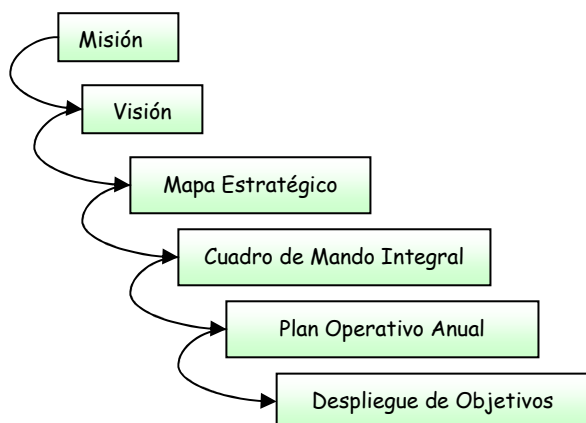 Misión
Visión
Mapa Estratégico
Cuadro de Mando Integral
Plan Operativo Anual
Despliegue de Objetivos